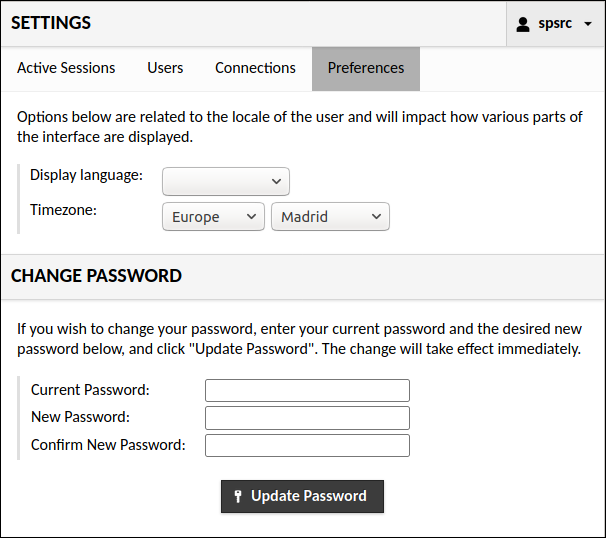 SETTINGS
spsrc
Active Sessions Users Connections Preferences
Options below are related to the locale of the user and will impact how various parts of
the interface are displayed.
Display language:
Timezone: Europe Madrid
CHANGE PASSWORD
If you wish to change your password, enter your current password and the desired new
password below, and click "Update Password". The change will take effect immediately.
Current Password:
New Password:
Confirm New Password:
Update Password